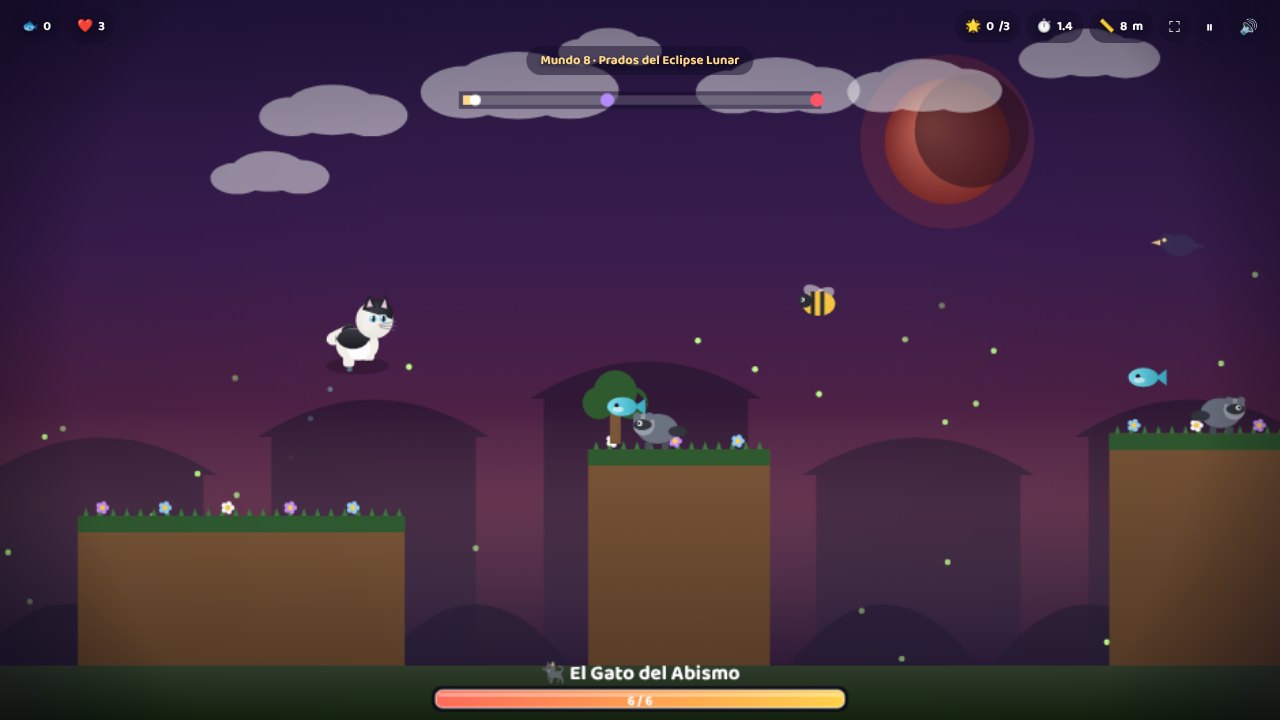 0
3
0 /3
1.4
8 m
Mundo 8 · Prados del Eclipse Lunar
El Gato del Abismo
6 / 6